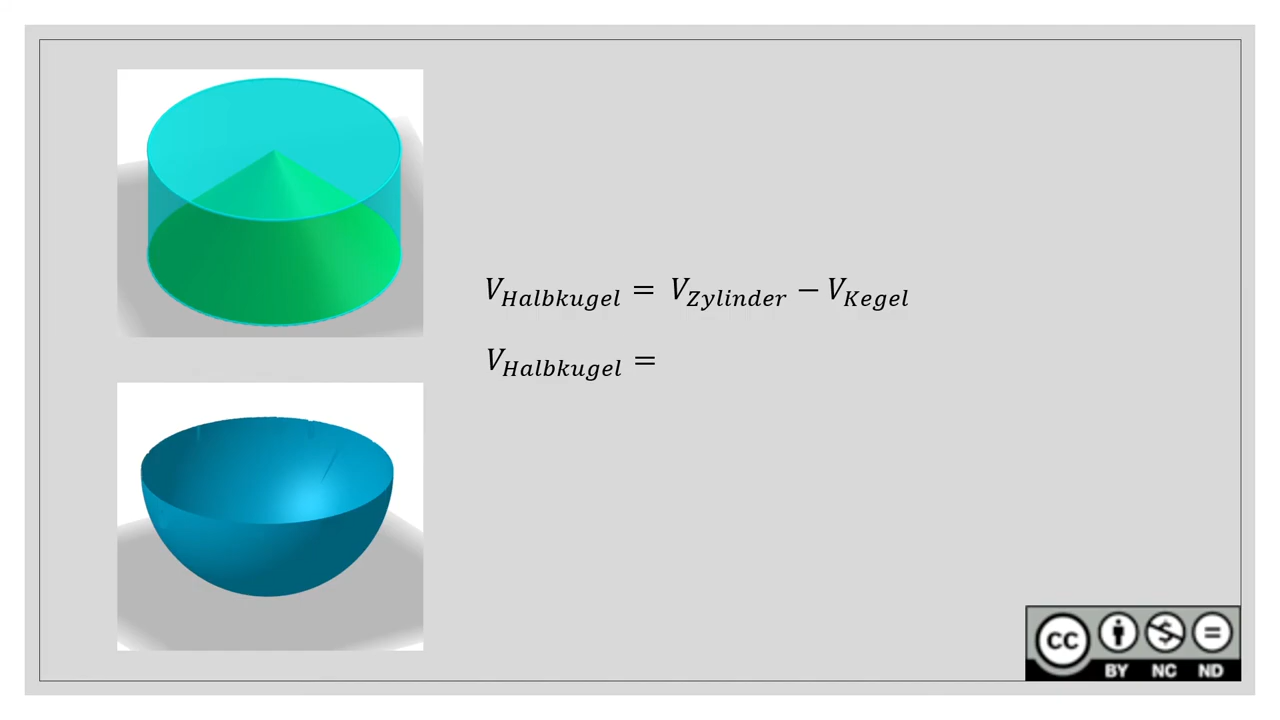 V_Halbkugel = V_Zylinder − V_Kegel
V_Halbkugel =
cc
BY NC ND